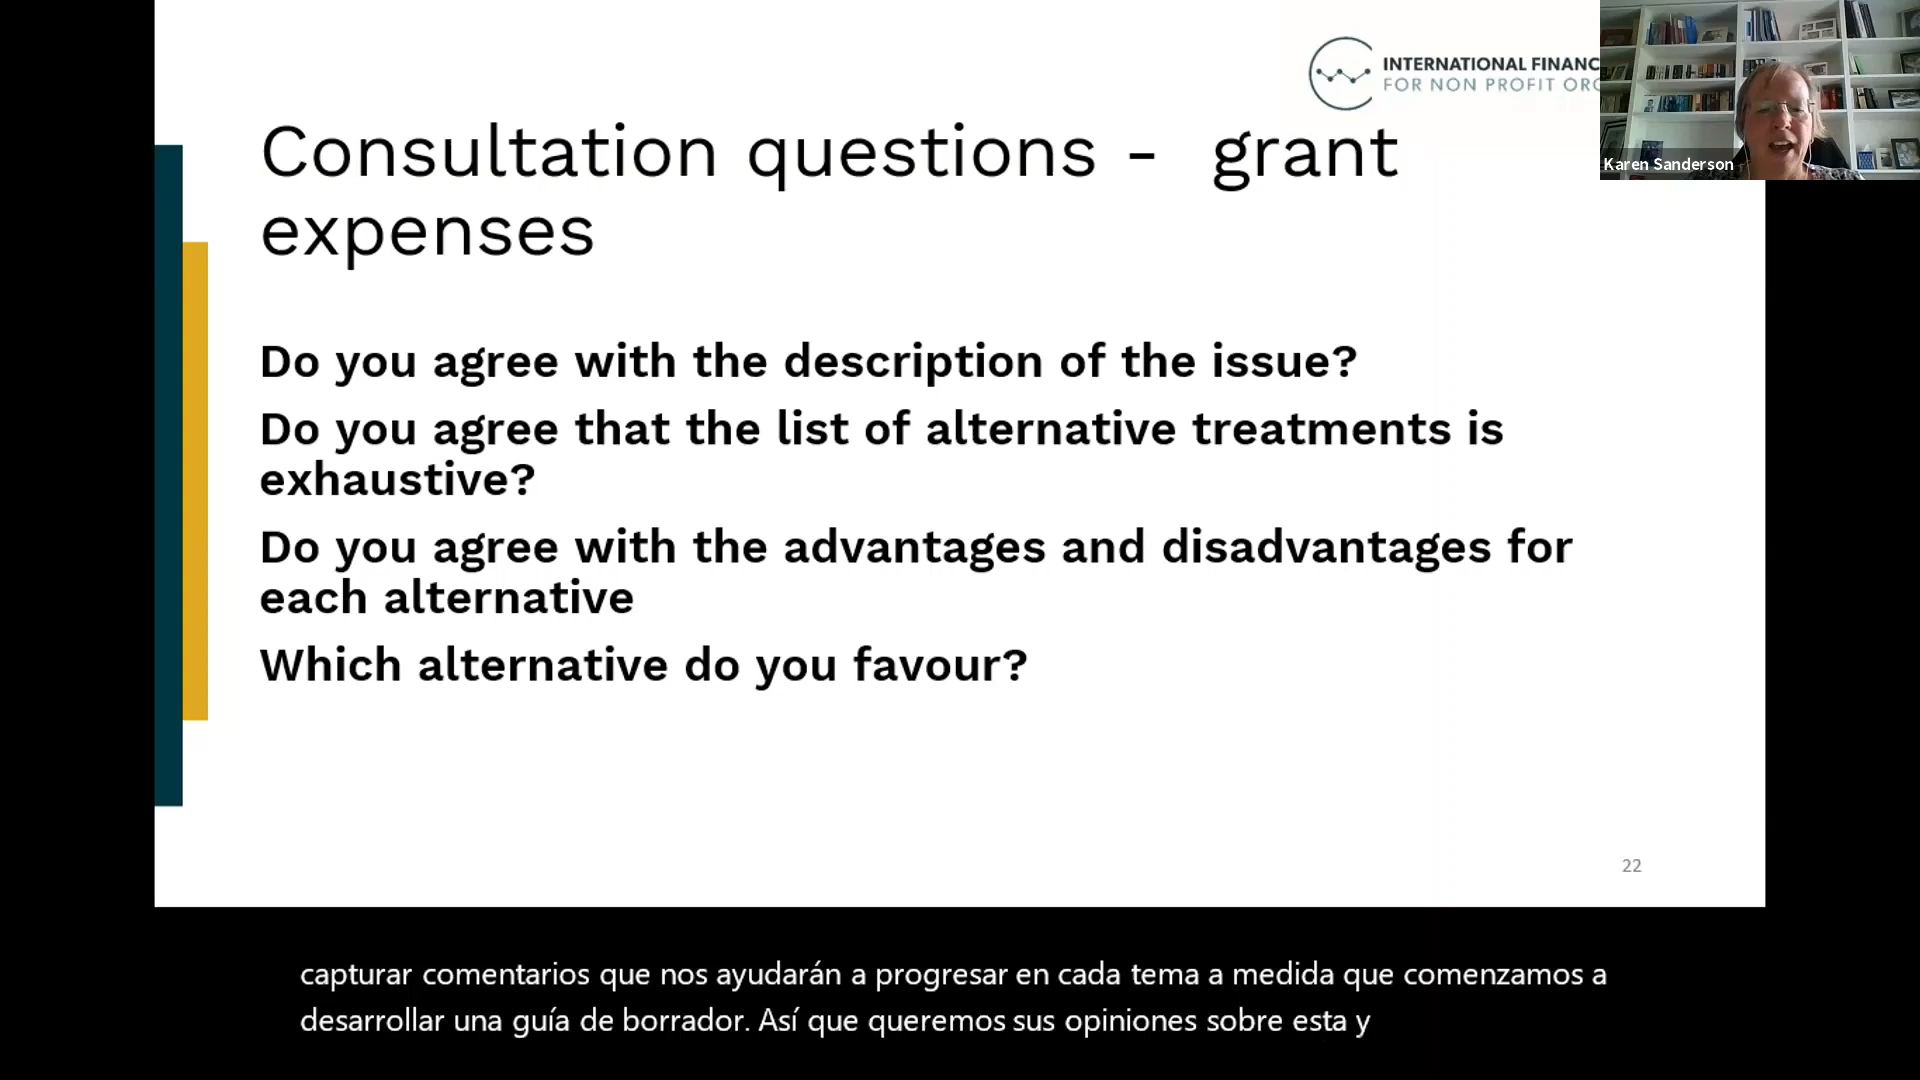 INTERNATIONAL FINANC
FOR NON PROFIT ORG
Karen Sanderson
Consultation questions - grant
expenses
Do you agree with the description of the issue?
Do you agree that the list of alternative treatments is
exhaustive?
Do you agree with the advantages and disadvantages for
each alternative
Which alternative do you favour?
22
capturar comentarios que nos ayudarán a progresar en cada tema a medida que comenzamos a
desarrollar una guía de borrador. Así que queremos sus opiniones sobre esta y